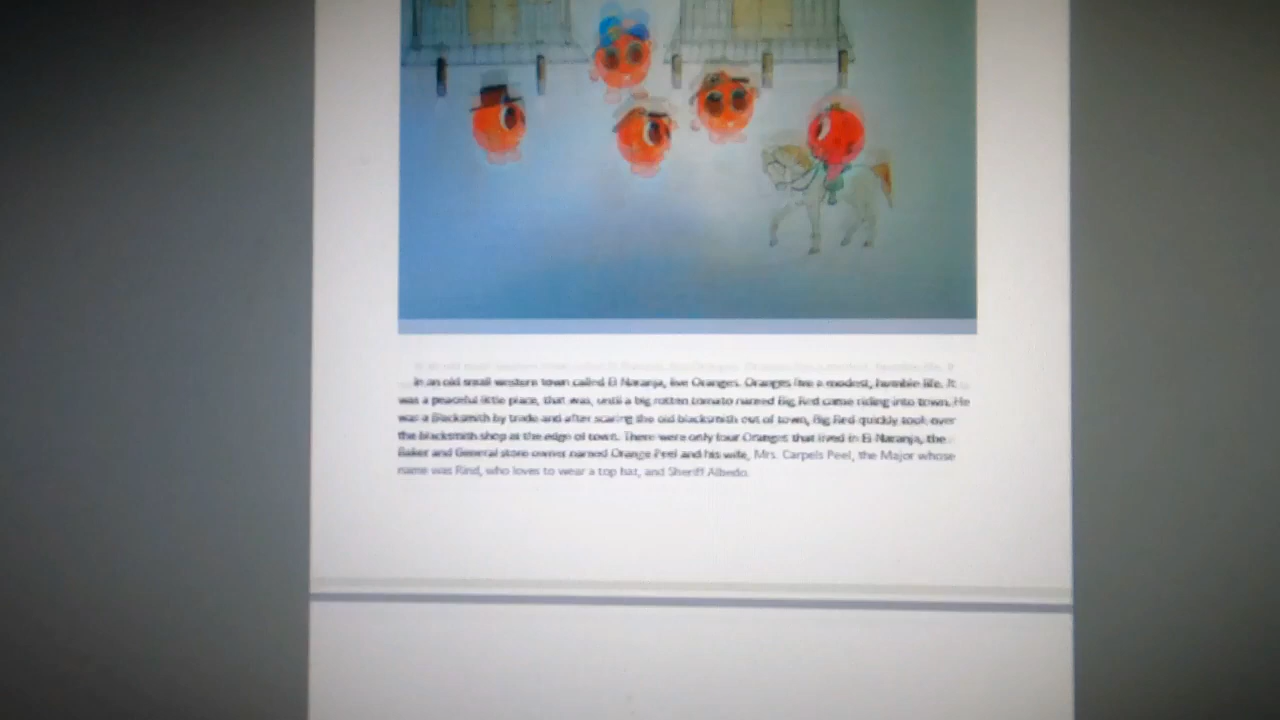 In an old small western town called El Naranja, live Oranges. Oranges live a modest, humble life. It
was a peaceful little place, that was, until a big rotten tomato named Big Red came riding into town. He
was a Blacksmith by trade and after scaring the old blacksmith out of town, Big Red quickly took over
the blacksmith shop at the edge of town. There were only four Oranges that lived in El Naranja, the
Baker and General store owner named Orange Peel and his wife, Mrs. Carpels Peel, the Major whose
name was Rind, who loves to wear a top hat, and Sheriff Albedo.